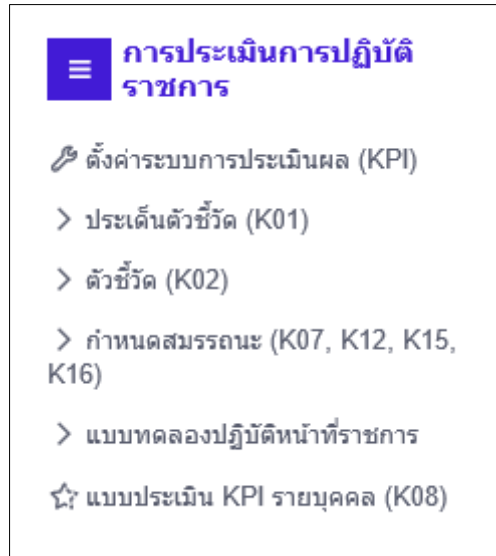 การประเมินการปฏิบัติ
ราชการ
ตั้งค่าระบบการประเมินผล (KPI)
ประเด็นตัวชี้วัด (K01)
ตัวชี้วัด (K02)
กำหนดสมรรถนะ (K07, K12, K15,
K16)
แบบทดลองปฏิบัติหน้าที่ราชการ
แบบประเมิน KPI รายบุคคล (K08)